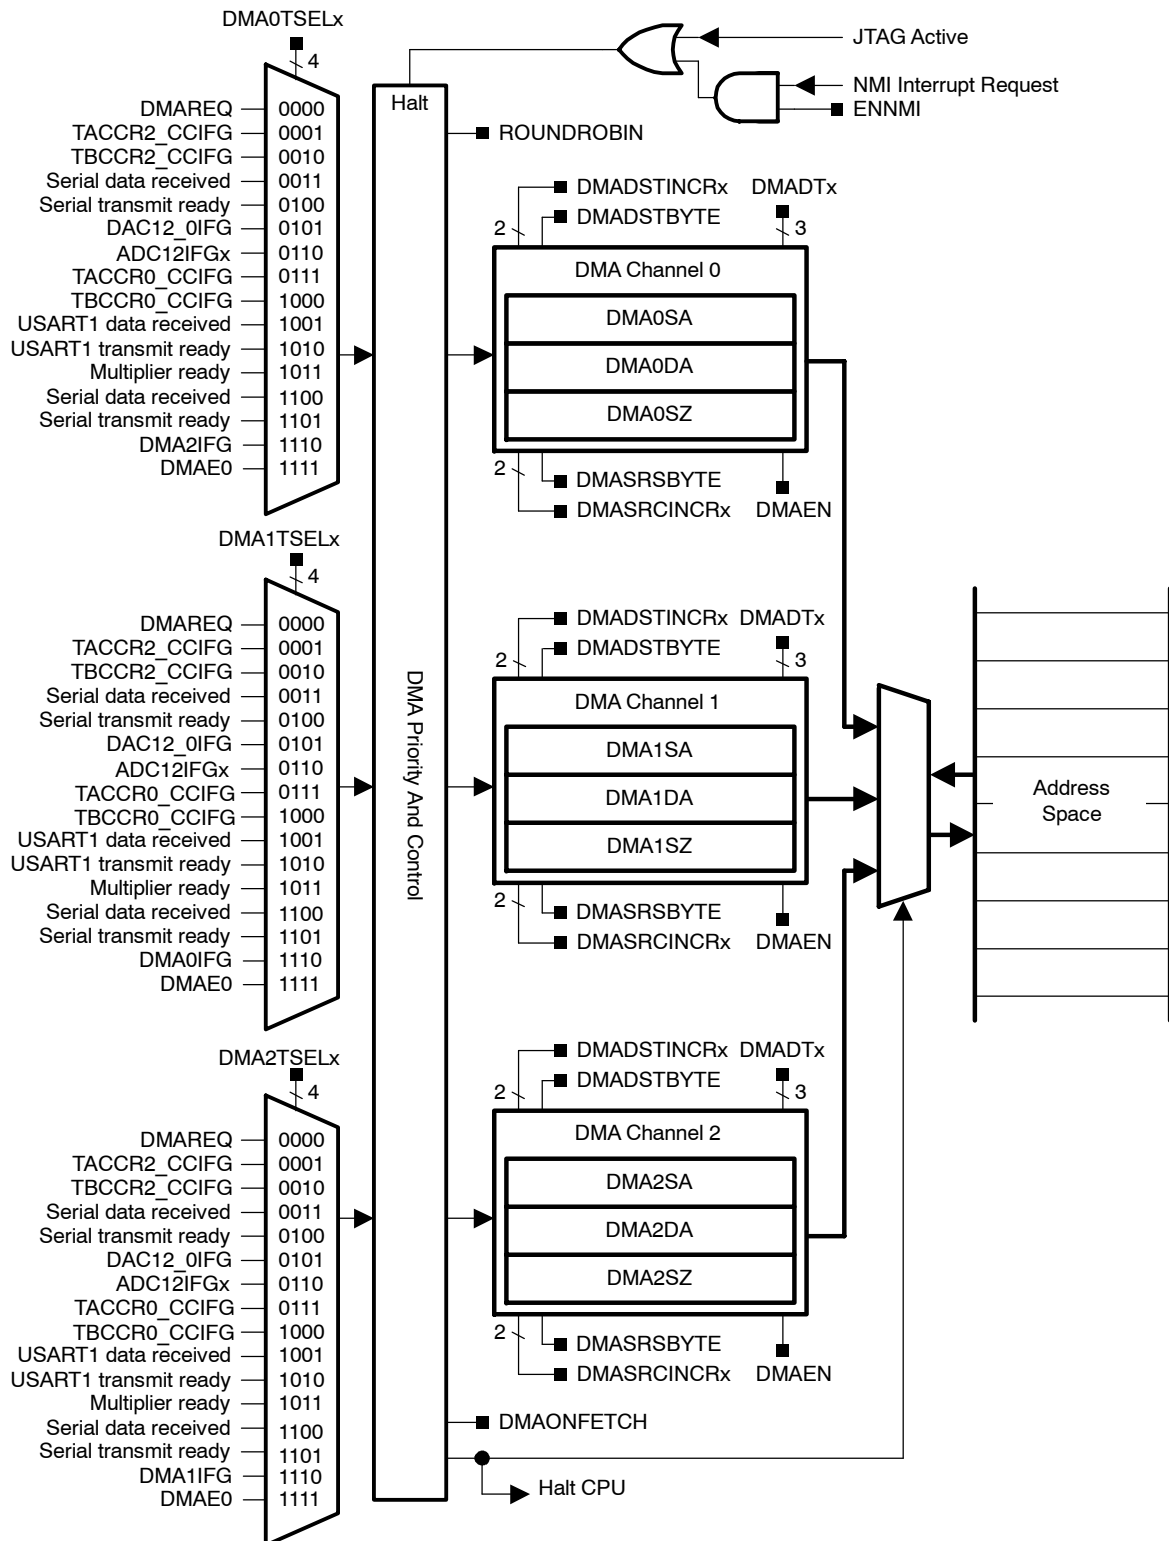 DMA0TSELx
4
JTAG Active
NMI Interrupt Request
ENNMI
Halt
ROUNDROBIN
DMAREQ 0000
TACCR2_CCIFG 0001
TBCCR2_CCIFG 0010
Serial data received 0011
Serial transmit ready 0100
DAC12_0IFG 0101
ADC12IFGx 0110
TACCR0_CCIFG 0111
TBCCR0_CCIFG 1000
USART1 data received 1001
USART1 transmit ready 1010
Multiplier ready 1011
Serial data received 1100
Serial transmit ready 1101
DMA2IFG 1110
DMAE0 1111
DMADSTINCRx DMADTx
DMADSTBYTE
2 3
DMA Channel 0
DMA0SA
DMA0DA
DMA0SZ
2 DMASRSBYTE
DMASRCINCRx DMAEN
DMA1TSELx
4
DMAREQ 0000
TACCR2_CCIFG 0001
TBCCR2_CCIFG 0010
Serial data received 0011
Serial transmit ready 0100
DAC12_0IFG 0101
ADC12IFGx 0110
TACCR0_CCIFG 0111
TBCCR0_CCIFG 1000
USART1 data received 1001
USART1 transmit ready 1010
Multiplier ready 1011
Serial data received 1100
Serial transmit ready 1101
DMA0IFG 1110
DMAE0 1111
DMA Priority And Control
DMADSTINCRx DMADTx
DMADSTBYTE
2 3
DMA Channel 1
DMA1SA
DMA1DA
DMA1SZ
2 DMASRSBYTE
DMASRCINCRx DMAEN
Address
Space
DMA2TSELx
4
DMAREQ 0000
TACCR2_CCIFG 0001
TBCCR2_CCIFG 0010
Serial data received 0011
Serial transmit ready 0100
DAC12_0IFG 0101
ADC12IFGx 0110
TACCR0_CCIFG 0111
TBCCR0_CCIFG 1000
USART1 data received 1001
USART1 transmit ready 1010
Multiplier ready 1011
Serial data received 1100
Serial transmit ready 1101
DMA1IFG 1110
DMAE0 1111
DMADSTINCRx DMADTx
DMADSTBYTE
2 3
DMA Channel 2
DMA2SA
DMA2DA
DMA2SZ
2 DMASRSBYTE
DMASRCINCRx DMAEN
DMAONFETCH
Halt CPU